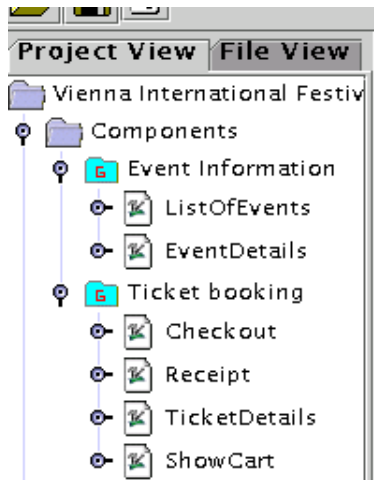 Project View File View
Vienna International Festiv
Components
G Event Information
ListOfEvents
EventDetails
G Ticket booking
Checkout
Receipt
TicketDetails
ShowCart